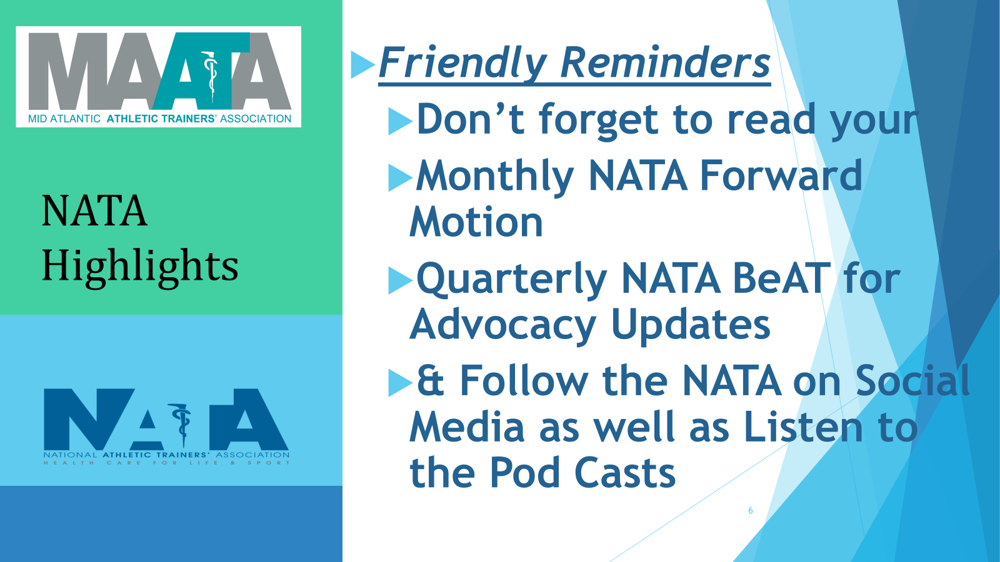 MAATA
MID ATLANTIC ATHLETIC TRAINERS' ASSOCIATION
NATA
Highlights
NATA
NATIONAL ATHLETIC TRAINERS' ASSOCIATION
HEALTH CARE FOR LIFE & SPORT
Friendly Reminders
Don’t forget to read your
Monthly NATA Forward
Motion
Quarterly NATA BeAT for
Advocacy Updates
& Follow the NATA on Social
Media as well as Listen to
the Pod Casts
6